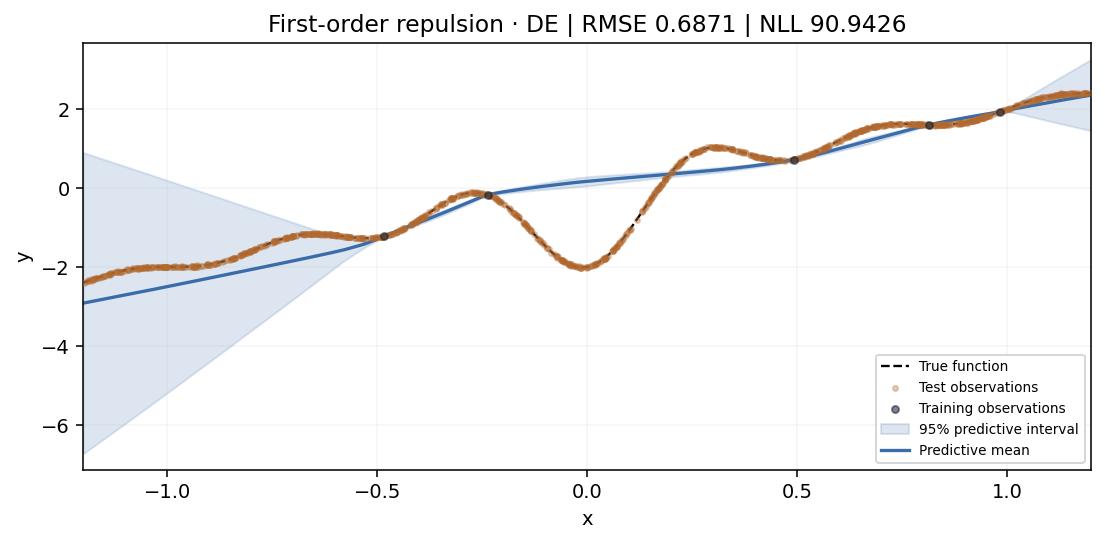 First-order repulsion · DE | RMSE 0.6871 | NLL 90.9426
y
2
0
−2
−4
−6
True function
Test observations
Training observations
95% predictive interval
Predictive mean
−1.0 −0.5 0.0 0.5 1.0
x